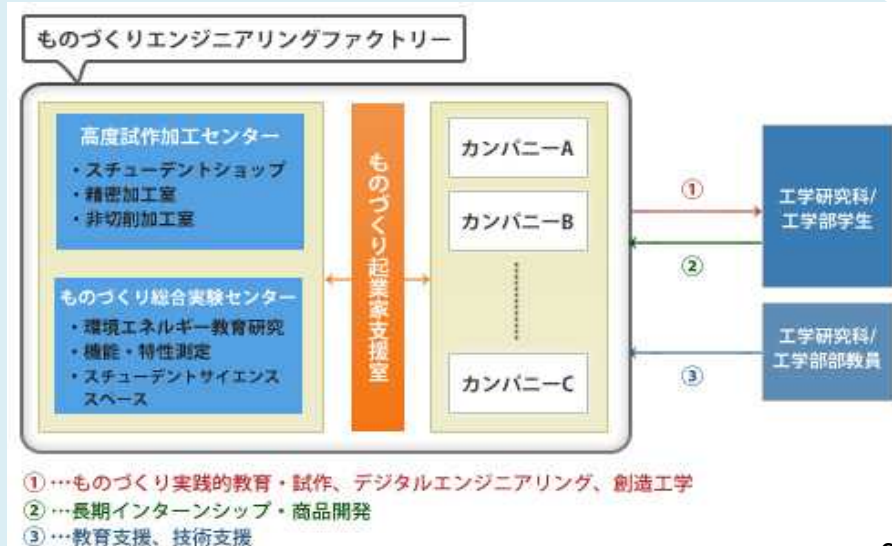 ものづくりエンジニアリングファクトリー
高度試作加工センター
・スチューデントショップ
・精密加工室
・非切削加工室
ものづくり総合実験センター
・環境エネルギー教育研究
・機能・特性測定
・スチューデントサイエンス
スペース
ものづくり起業家支援室
カンパニーA
カンパニーB
カンパニーC
①
②
③
工学研究科/
工学部学生
工学研究科/
工学部部教員
①…ものづくり実践的教育・試作、デジタルエンジニアリング、創造工学
②…長期インターンシップ・商品開発
③…教育支援、技術支援